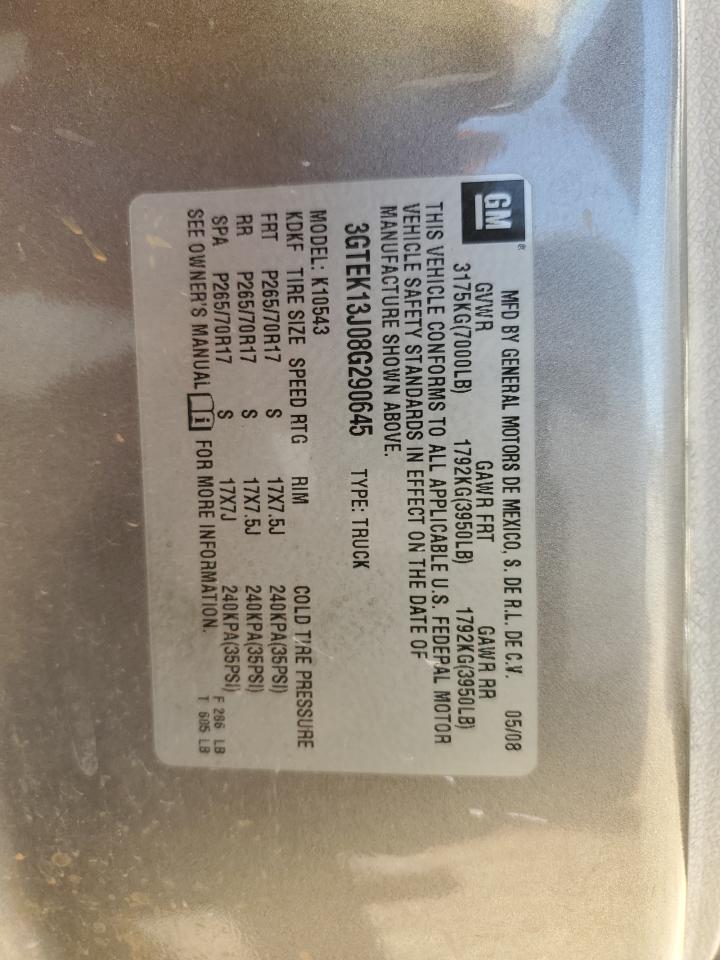 GM®
MFD BY GENERAL MOTORS DE MEXICO, S. DE R.L. DE C.V. 05/08
GVWR GAWR FRT GAWR RR
3175KG(7000LB) 1792KG(3950LB) 1792KG(3950LB)
THIS VEHICLE CONFORMS TO ALL APPLICABLE U.S. FEDERAL MOTOR
VEHICLE SAFETY STANDARDS IN EFFECT ON THE DATE OF
MANUFACTURE SHOWN ABOVE.
3GTEK13J08G290645 TYPE: TRUCK
MODEL: K10543
KDKF TIRE SIZE SPEED RTG RIM COLD TIRE PRESSURE
FRT P265/70R17 S 17X7.5J 240KPA(35PSI)
RR P265/70R17 S 17X7.5J 240KPA(35PSI)
SPA P265/70R17 S 17X7J 240KPA(35PSI)
SEE OWNER'S MANUAL i FOR MORE INFORMATION.
F 266 LB
T 605 LB